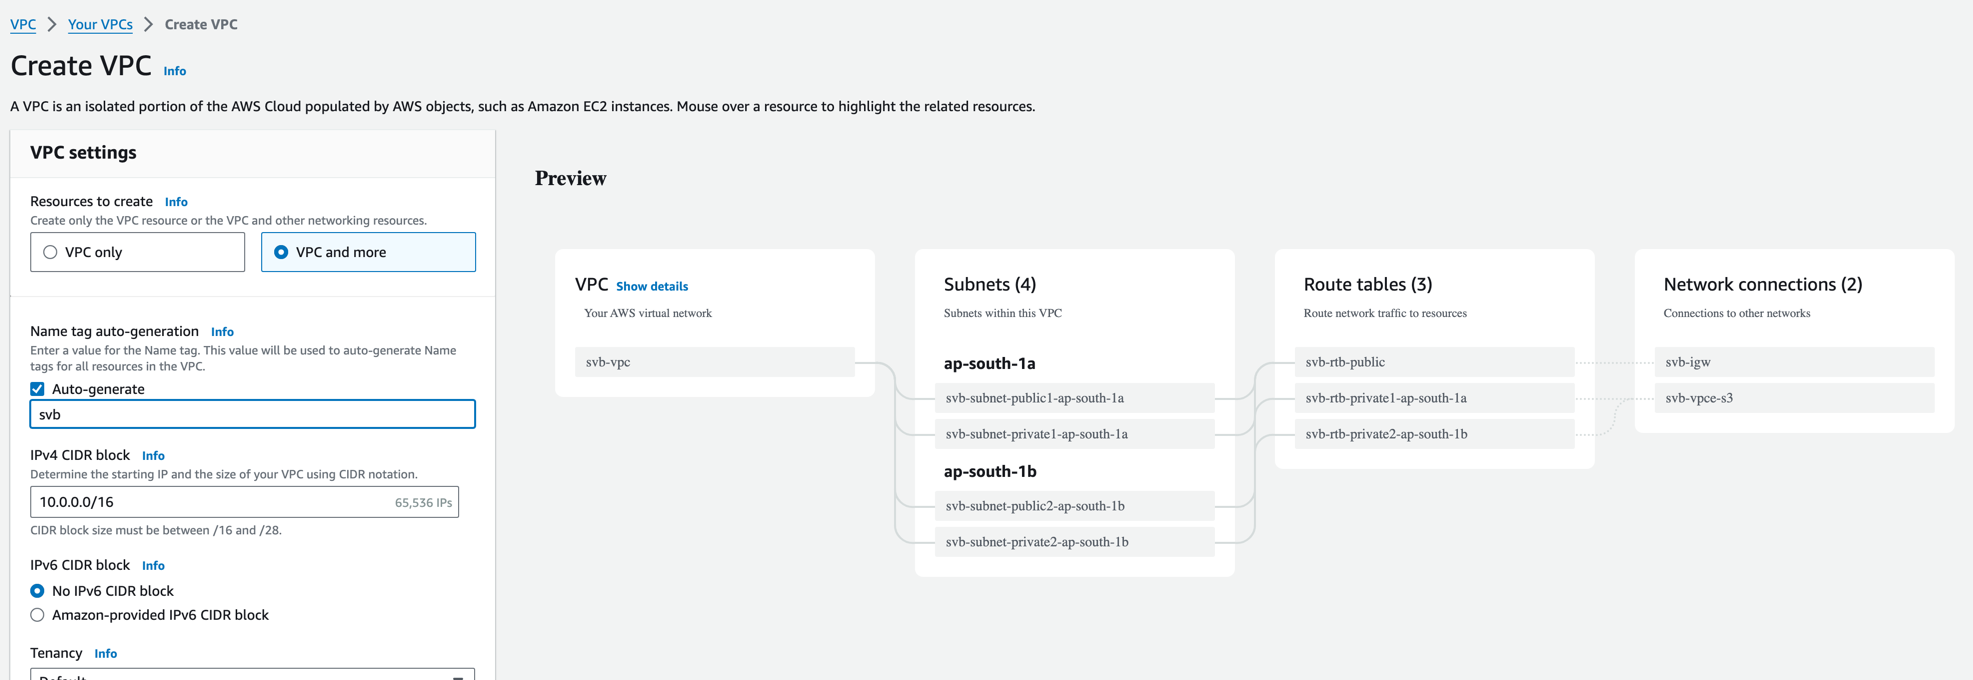 VPC > Your VPCs > Create VPC
Create VPC Info
A VPC is an isolated portion of the AWS Cloud populated by AWS objects, such as Amazon EC2 instances. Mouse over a resource to highlight the related resources.
VPC settings
Resources to create Info
Create only the VPC resource or the VPC and other networking resources.
VPC only
VPC and more
Name tag auto-generation Info
Enter a value for the Name tag. This value will be used to auto-generate Name
tags for all resources in the VPC.
Auto-generate
svb
IPv4 CIDR block Info
Determine the starting IP and the size of your VPC using CIDR notation.
10.0.0.0/16 65,536 IPs
CIDR block size must be between /16 and /28.
IPv6 CIDR block Info
No IPv6 CIDR block
Amazon-provided IPv6 CIDR block
Tenancy Info
Default
Preview
VPC Show details
Your AWS virtual network
svb-vpc
Subnets (4)
Subnets within this VPC
ap-south-1a
svb-subnet-public1-ap-south-1a
svb-subnet-private1-ap-south-1a
ap-south-1b
svb-subnet-public2-ap-south-1b
svb-subnet-private2-ap-south-1b
Route tables (3)
Route network traffic to resources
svb-rtb-public
svb-rtb-private1-ap-south-1a
svb-rtb-private2-ap-south-1b
Network connections (2)
Connections to other networks
svb-igw
svb-vpce-s3